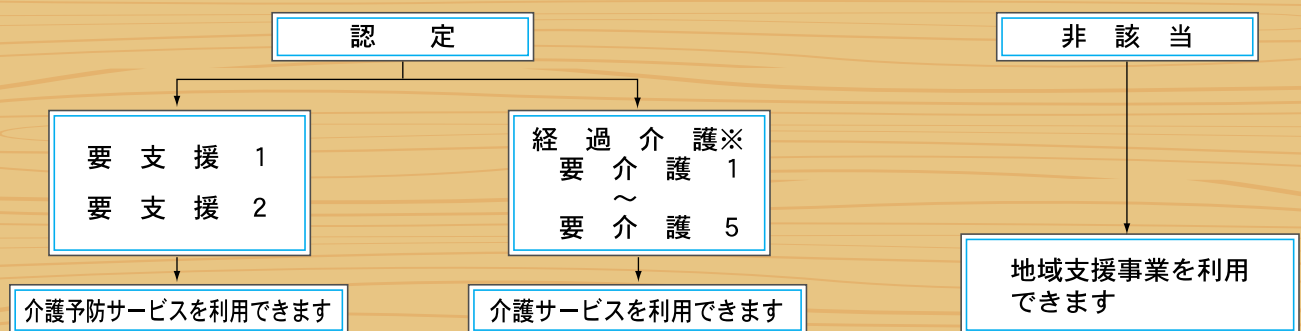 認定
非該当
要支援1
要支援2
経過介護※
要介護1
～
要介護5
介護予防サービスを利用できます
介護サービスを利用できます
地域支援事業を利用
できます